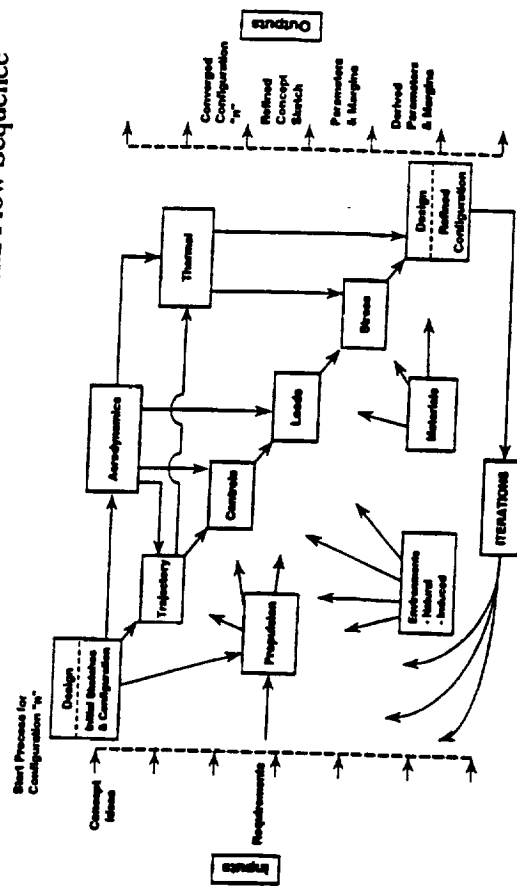 Flow Sequence
Start Process for
Configuration "n"
Design
Initial Sketches
& Configuration
Aerodynamics
Thermal
Trajectory
Controls
Loads
Stress
Design
Refined
Configuration
Propulsion
Environments
- Natural
- Induced
Materials
ITERATIONS
Inputs
Concept
Ideas
Requirements
Outputs
Converged
Configuration
"n"
Refined
Concept
Sketch
Parameters
& Margins
Derived
Parameters
& Margins